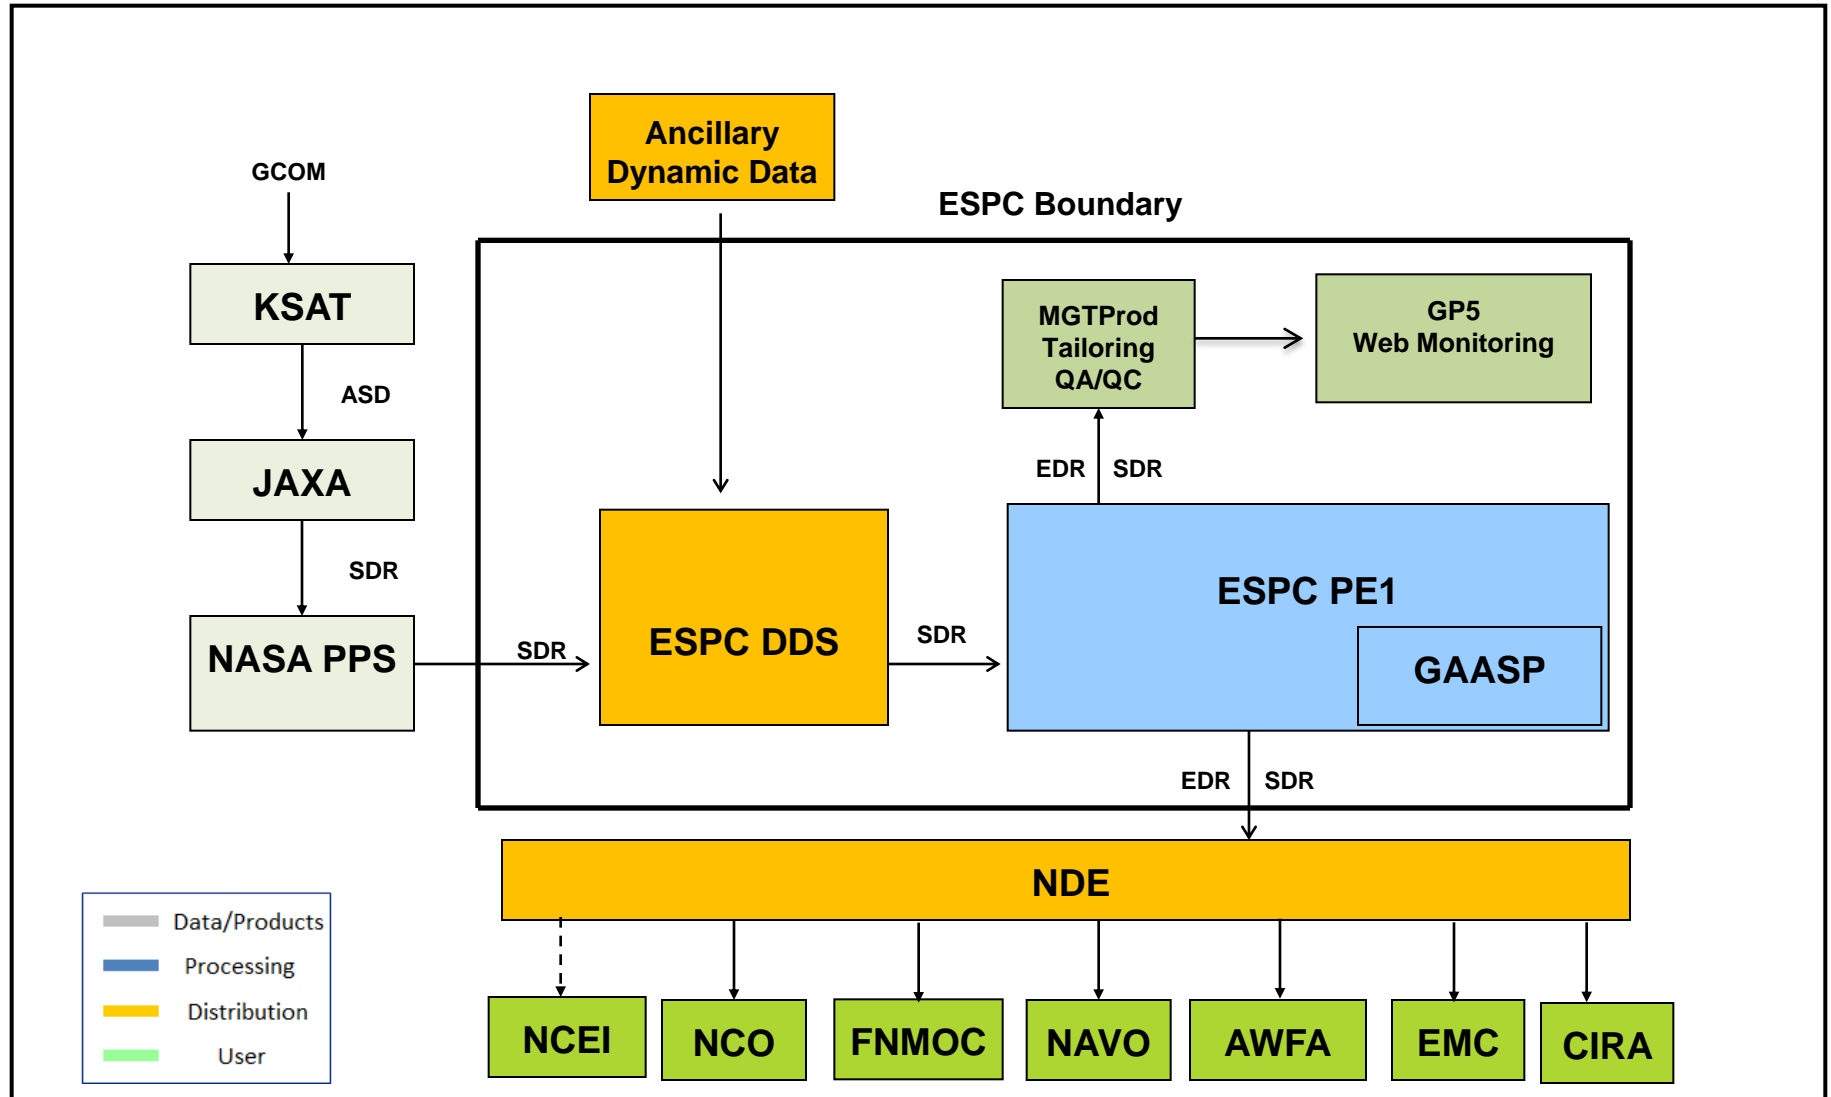 Ancillary
Dynamic Data
GCOM
ESPC Boundary
KSAT
MGTProd
Tailoring
QA/QC
GP5
Web Monitoring
ASD
JAXA
EDR SDR
SDR
ESPC PE1
NASA PPS
SDR
ESPC DDS
SDR
GAASP
EDR SDR
NDE
Data/Products
Processing
Distribution
User
NCEI
NCO
FNMOC
NAVO
AWFA
EMC
CIRA